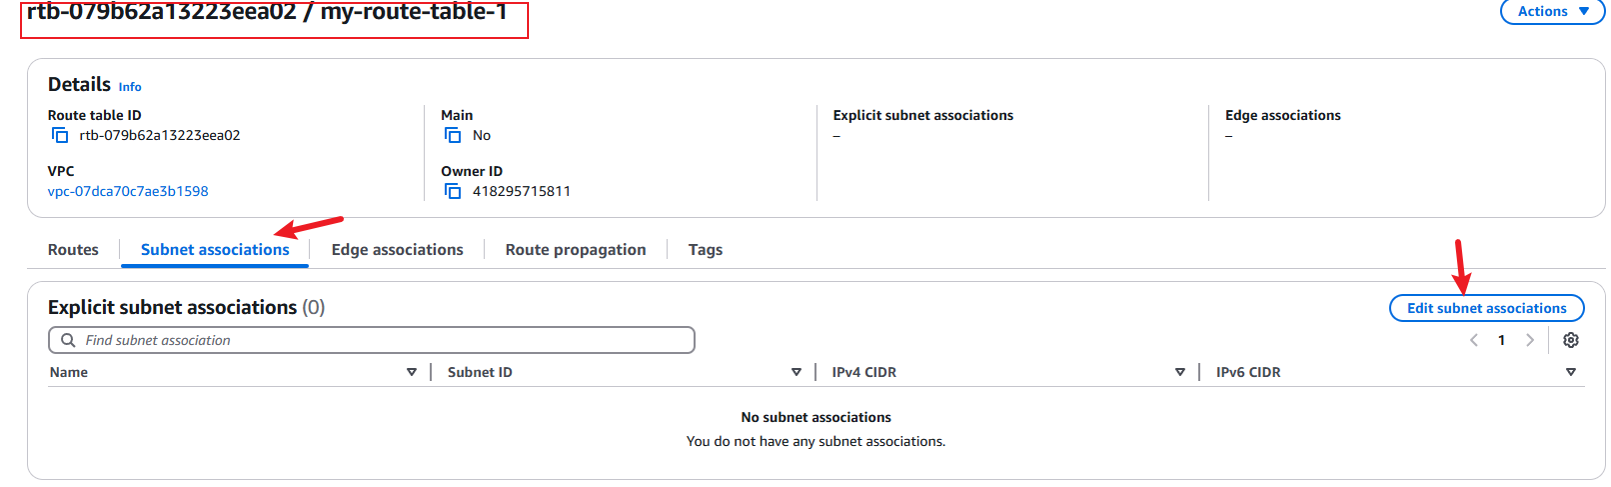 rtb-079b62a13223eea02 / my-route-table-1
Actions
Details Info
Route table ID
rtb-079b62a13223eea02
Main
No
Explicit subnet associations
–
Edge associations
–
VPC
vpc-07dca70c7ae3b1598
Owner ID
418295715811
Routes
Subnet associations
Edge associations
Route propagation
Tags
Explicit subnet associations (0)
Edit subnet associations
Find subnet association
1
Name
Subnet ID
IPv4 CIDR
IPv6 CIDR
No subnet associations
You do not have any subnet associations.